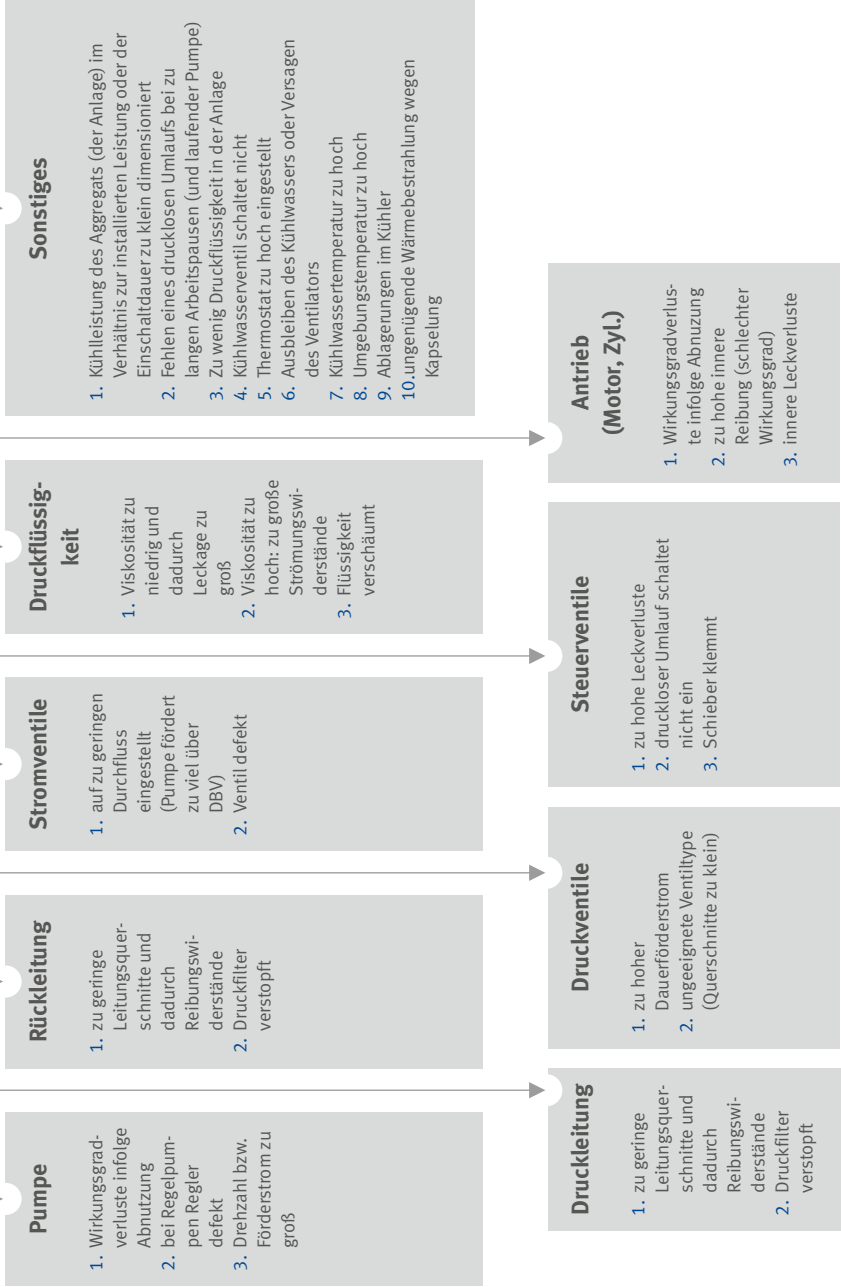 Pumpe
1. Wirkungsgrad-
verluste infolge
Abnutzung
2. bei Regelpum-
pen Regler
defekt
3. Drehzahl bzw.
Förderstrom zu
groß
Rückleitung
1. zu geringe
Leitungsquer-
schnitte und
dadurch
Reibungswi-
derstände
2. Druckfilter
verstopft
Stromventile
1. auf zu geringen
Durchfluss
eingestellt
(Pumpe fördert
zu viel über
DBV)
2. Ventil defekt
Druckflüssig-
keit
1. Viskosität zu
niedrig und
dadurch
Leckage zu
groß
2. Viskosität zu
hoch: zu große
Strömungswi-
derstände
3. Flüssigkeit
verschäumt
Sonstiges
1. Kühlleistung des Aggregats (der Anlage) im
Verhältnis zur installierten Leistung oder der
Einschaltdauer zu klein dimensioniert
2. Fehlen eines drucklosen Umlaufs bei zu
langen Arbeitspausen (und laufender Pumpe)
3. Zu wenig Druckflüssigkeit in der Anlage
4. Kühlwasserventil schaltet nicht
5. Thermostat zu hoch eingestellt
6. Ausbleiben des Kühlwassers oder Versagen
des Ventilators
7. Kühlwassertemperatur zu hoch
8. Umgebungstemperatur zu hoch
9. Ablagerungen im Kühler
10.ungenügende Wärmebestrahlung wegen
Kapselung
Druckleitung
1. zu geringe
Leitungsquer-
schnitte und
dadurch
Reibungswi-
derstände
2. Druckfilter
verstopft
Druckventile
1. zu hoher
Dauerförderstrom
2. ungeeignete Ventiltype
(Querschnitte zu klein)
Steuerventile
1. zu hohe Leckverluste
2. druckloser Umlauf schaltet
nicht ein
3. Schieber klemmt
Antrieb
(Motor, Zyl.)
1. Wirkungsgradverlus-
te infolge Abnuzung
2. zu hohe innere
Reibung (schlechter
Wirkungsgrad)
3. innere Leckverluste